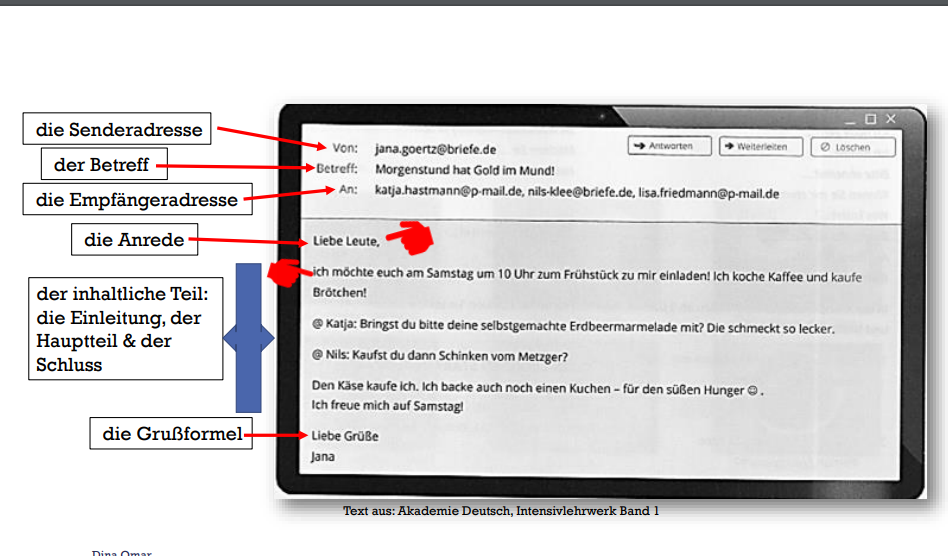 die Senderadresse
der Betreff
die Empfängeradresse
die Anrede
der inhaltliche Teil:
die Einleitung, der
Hauptteil & der
Schluss
die Grußformel
Von: jana.goertz@briefe.de
Betreff: Morgenstund hat Gold im Mund!
An: katja.hastmann@p-mail.de, nils-klee@briefe.de, lisa.friedmann@p-mail.de
Antworten
Weiterleiten
Löschen
Liebe Leute,
ich möchte euch am Samstag um 10 Uhr zum Frühstück zu mir einladen! Ich koche Kaffee und kaufe
Brötchen!
@ Katja: Bringst du bitte deine selbstgemachte Erdbeermarmelade mit? Die schmeckt so lecker.
@ Nils: Kaufst du dann Schinken vom Metzger?
Den Käse kaufe ich. Ich backe auch noch einen Kuchen – für den süßen Hunger ☺ .
Ich freue mich auf Samstag!
Liebe Grüße
Jana
Text aus: Akademie Deutsch, Intensivlehrwerk Band 1
Dina Omar